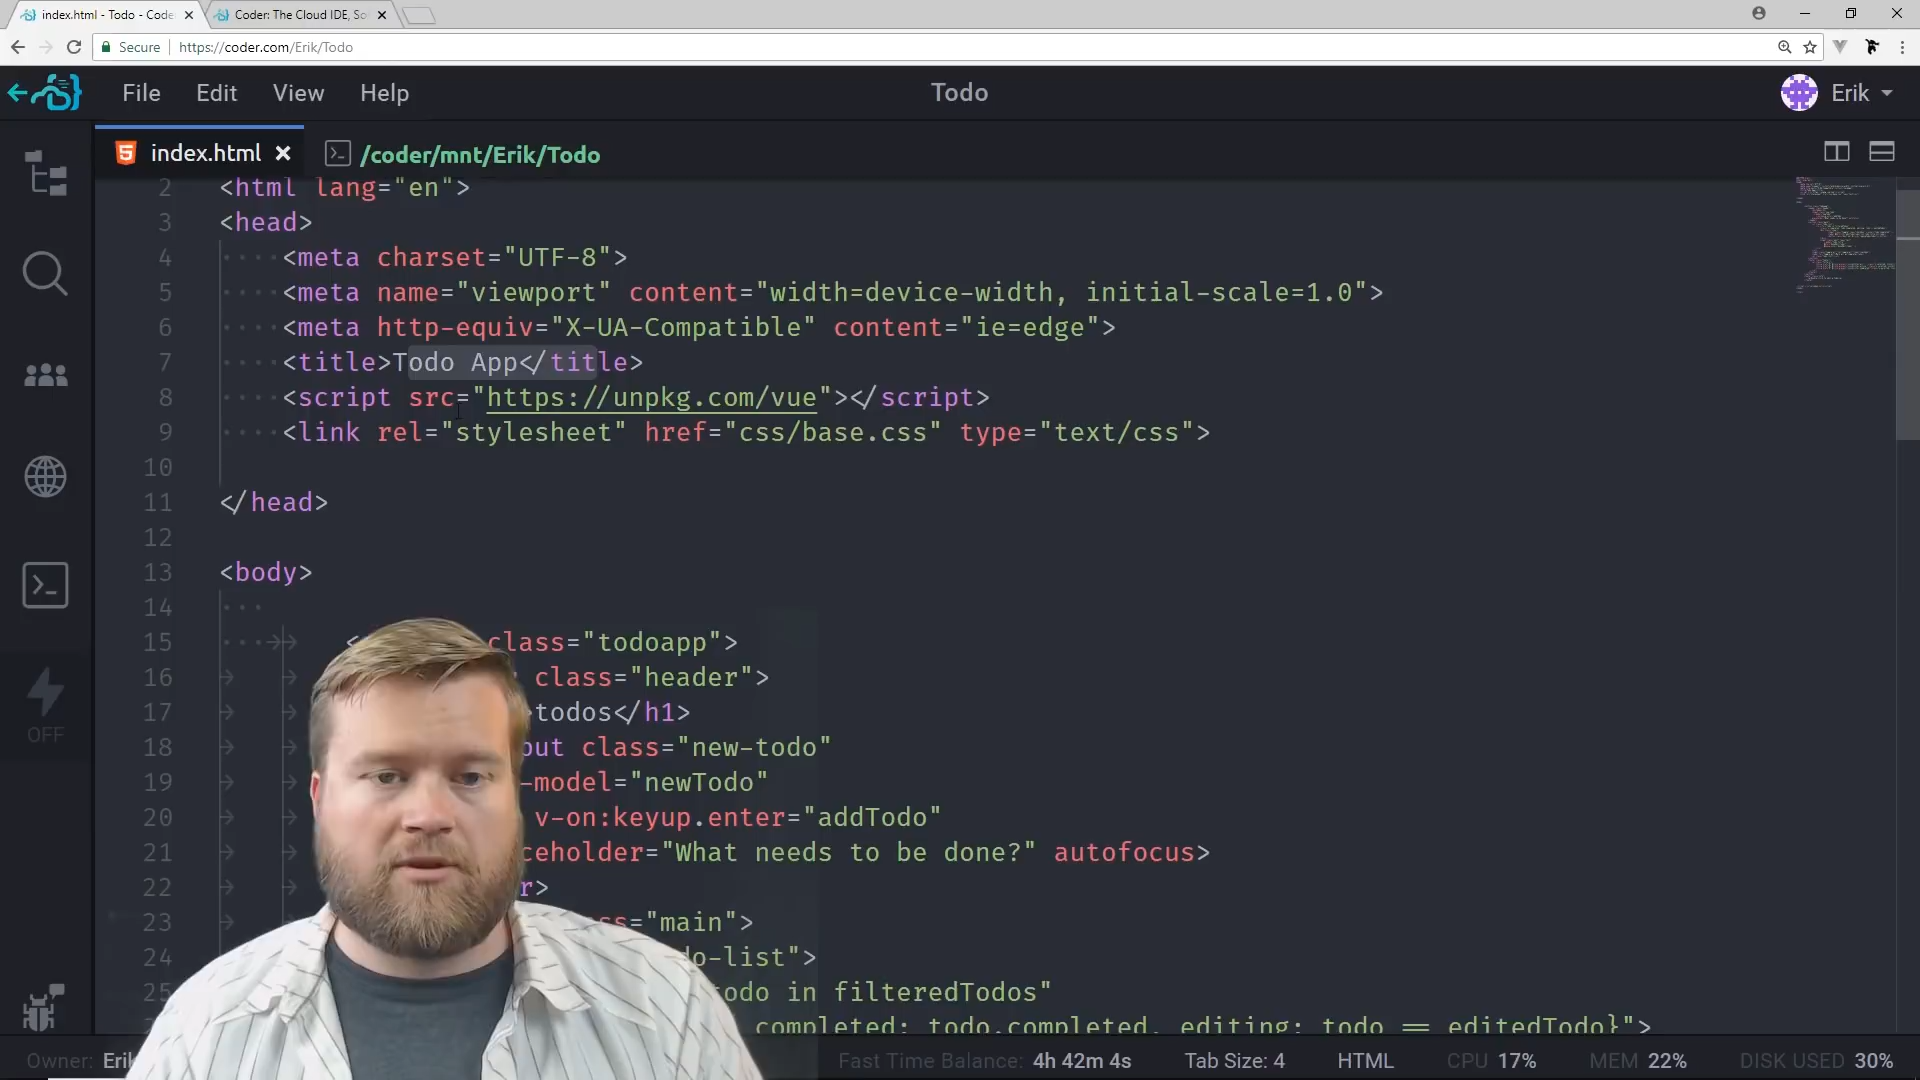 index.html - Todo - Code
Coder: The Cloud IDE, So
Secure
https://coder.com/Erik/Todo
File Edit View Help
Todo
Erik
index.html
/coder/mnt/Erik/Todo
2 <html lang="en">
3 <head>
4 <meta charset="UTF-8">
5 <meta name="viewport" content="width=device-width, initial-scale=1.0">
6 <meta http-equiv="X-UA-Compatible" content="ie=edge">
7 <title>Todo App</title>
8 <script src="https://unpkg.com/vue"></script>
9 <link rel="stylesheet" href="css/base.css" type="text/css">
10
11 </head>
12
13 <body>
14
15 < class="todoapp">
16 class="header">
17 >todos</h1>
18 put class="new-todo"
19 -model="newTodo"
20 v-on:keyup.enter="addTodo"
21 ceholder="What needs to be done?" autofocus>
22 r>
23 ss="main">
24 do-list">
25 todo in filteredTodos"
completed: todo.completed, editing: todo == editedTodo}">
OFF
Owner: Erik
Fast Time Balance: 4h 42m 4s
Tab Size: 4
HTML
CPU 17%
MEM 22%
DISK USED 30%